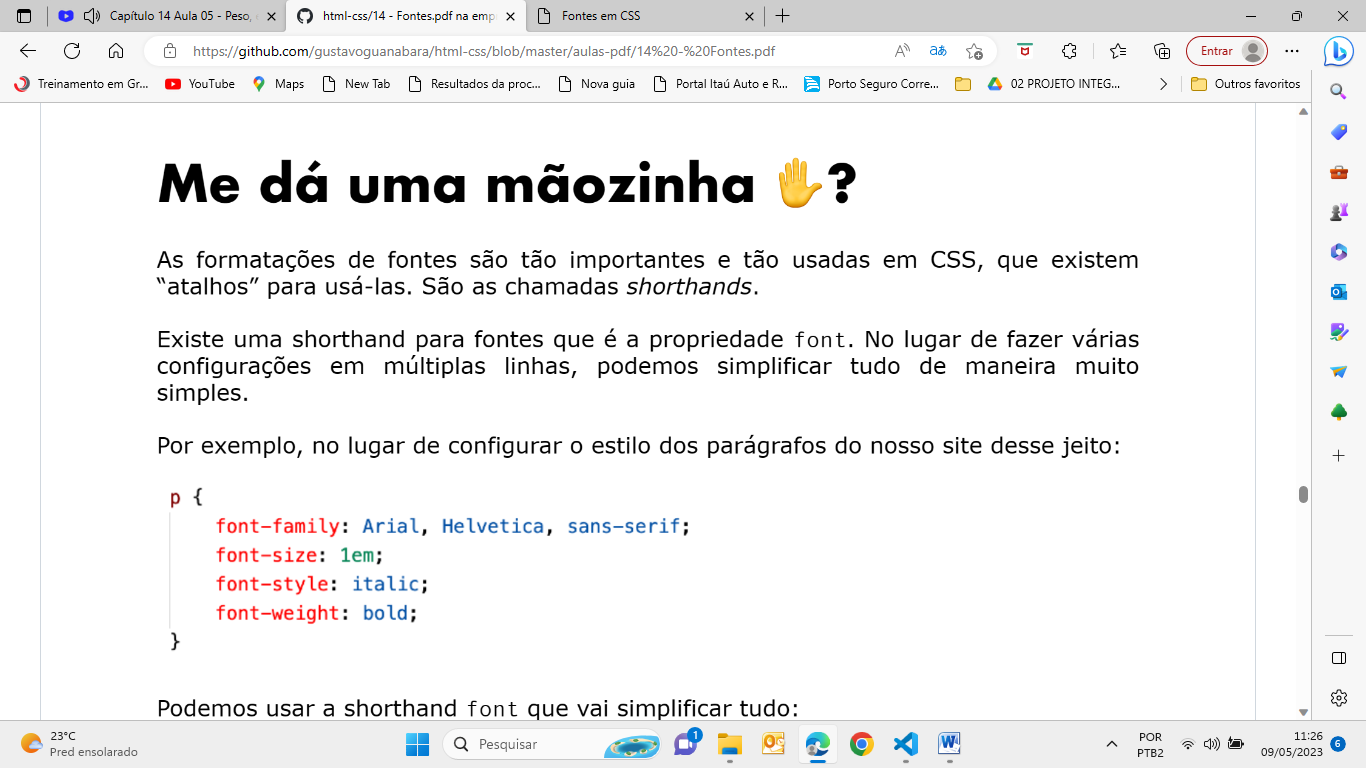 Capítulo 14 Aula 05 - Peso,
html-css/14 - Fontes.pdf na emp
Fontes em CSS
https://github.com/gustavoguanabara/html-css/blob/master/aulas-pdf/14%20-%20Fontes.pdf
Entrar
Treinamento em Gr...
YouTube
Maps
New Tab
Resultados da proc...
Nova guia
Portal Itaú Auto e R...
Porto Seguro Corre...
02 PROJETO INTEG...
Outros favoritos
Me dá uma mãozinha ✋?
As formatações de fontes são tão importantes e tão usadas em CSS, que existem
“atalhos” para usá-las. São as chamadas shorthands.
Existe uma shorthand para fontes que é a propriedade font. No lugar de fazer várias
configurações em múltiplas linhas, podemos simplificar tudo de maneira muito
simples.
Por exemplo, no lugar de configurar o estilo dos parágrafos do nosso site desse jeito:
p {
font-family: Arial, Helvetica, sans-serif;
font-size: 1em;
font-style: italic;
font-weight: bold;
}
Podemos usar a shorthand font que vai simplificar tudo:
23°C
Pred ensolarado
Pesquisar
1
POR
PTB2
11:26
09/05/2023
6